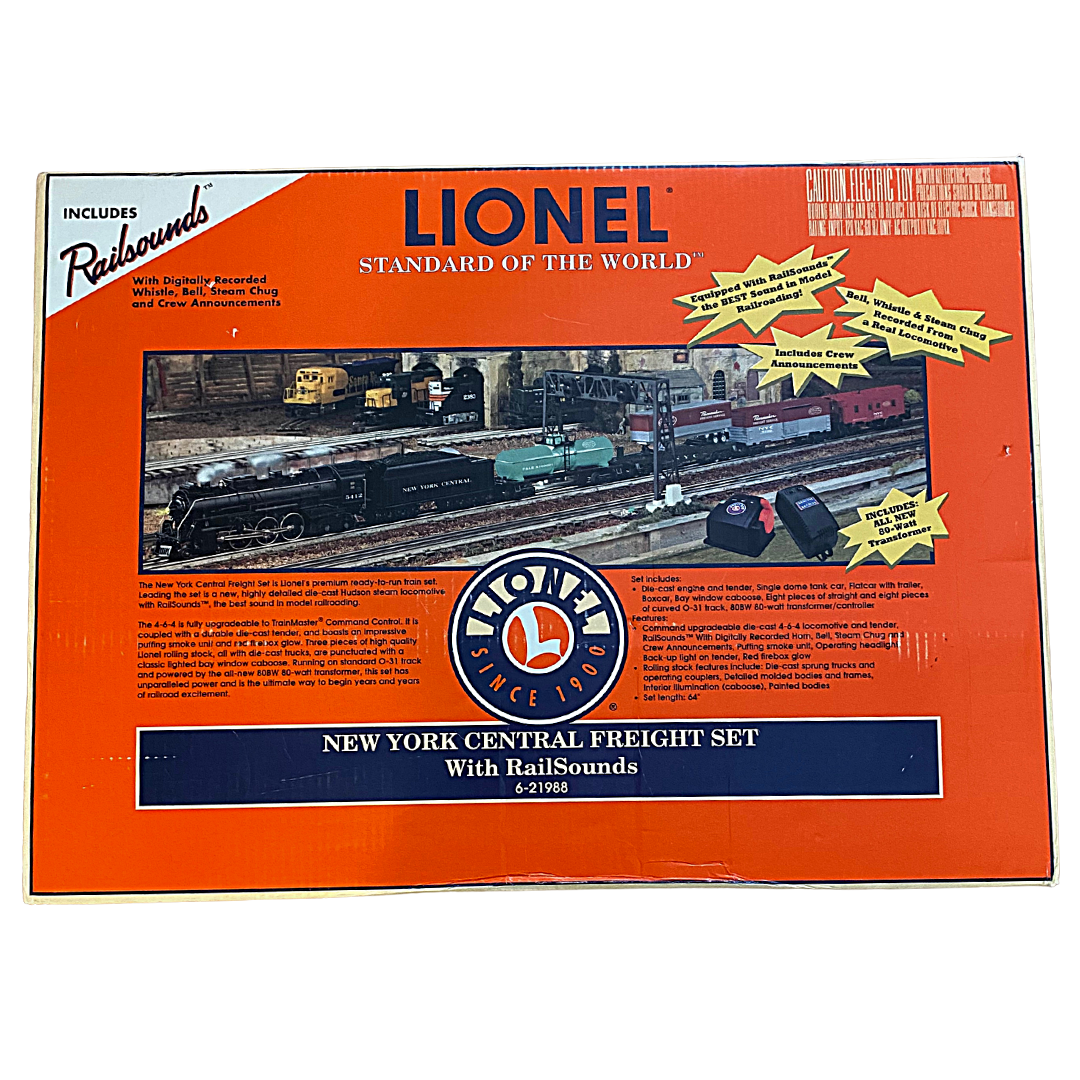 INCLUDES
Railsounds™
With Digitally Recorded
Whistle, Bell, Steam Chug
and Crew Announcements
LIONEL®
STANDARD OF THE WORLD™
CAUTION. ELECTRIC TOY
Equipped With RailSounds™
the BEST Sound in Model
Railroading!
Bell, Whistle & Steam Chug
Recorded From
a Real Locomotive
Includes Crew
Announcements
INCLUDES:
ALL NEW
80-Watt
Transformer
5412
NEW YORK CENTRAL
The New York Central Freight Set is Lionel's premium ready-to-run train set.
Leading the set is a new, highly detailed die-cast Hudson steam locomotive
with RailSounds™, the best sound in model railroading.
The 4-6-4 is fully upgradeable to TrainMaster® Command Control. It is
coupled with a durable die-cast tender, and boasts an impressive
puffing smoke unit and red firebox glow. Three pieces of high quality
Lionel rolling stock, all with die-cast trucks, are punctuated with a
classic lighted bay window caboose. Running on standard O-31 track
and powered by the all-new 80BW 80-watt transformer, this set has
unparalleled power and is the ultimate way to begin years and years
of railroad excitement.
LIONEL
L
SINCE 1900
®
Set includes:
• Die-cast engine and tender, Single dome tank car, Flatcar with trailer,
Boxcar, Bay window caboose, Eight pieces of straight and eight pieces
of curved O-31 track, 80BW 80-watt transformer/controller
Features:
• Command upgradeable die-cast 4-6-4 locomotive and tender,
RailSounds™ With Digitally Recorded Horn, Bell, Steam Chug and
Crew Announcements, Puffing smoke unit, Operating headlight
Back-up light on tender, Red firebox glow
• Rolling stock features include: Die-cast sprung trucks and
operating couplers, Detailed molded bodies and frames,
Interior illumination (caboose), Painted bodies
• Set length: 64"
NEW YORK CENTRAL FREIGHT SET
With RailSounds
6-21988